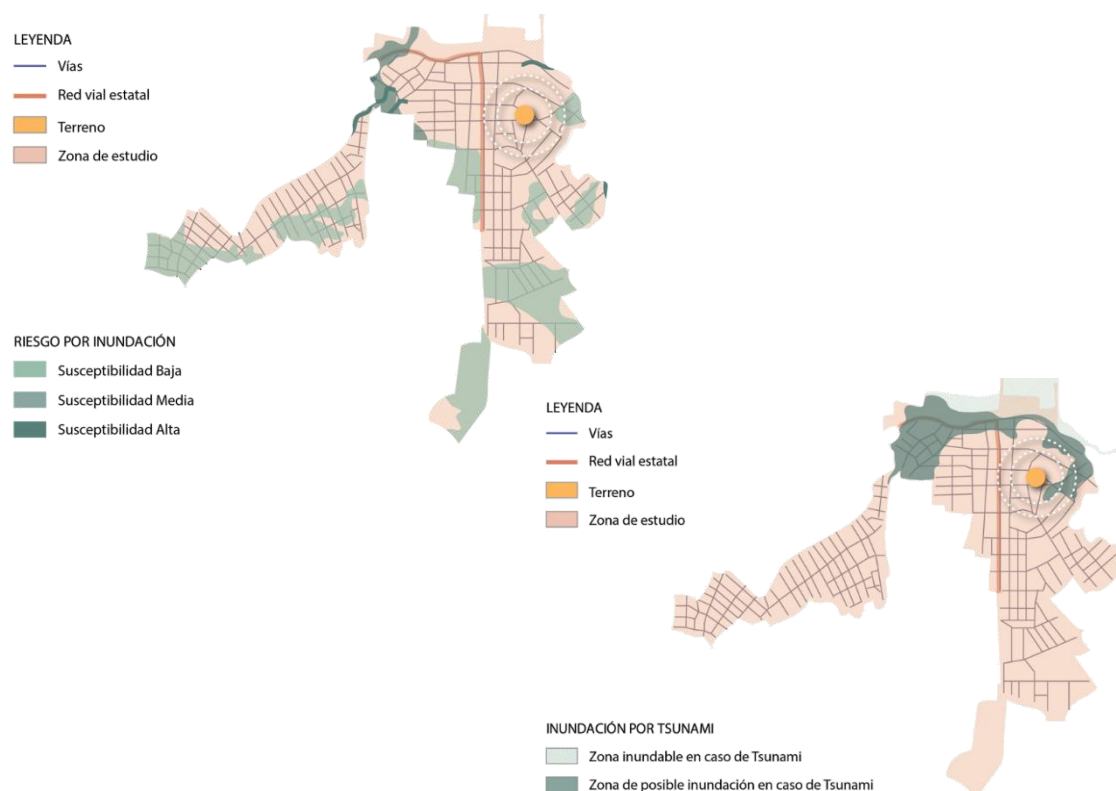 LEYENDA
Vías
Red vial estatal
Terreno
Zona de estudio
RIESGO POR INUNDACIÓN
Susceptibilidad Baja
Susceptibilidad Media
Susceptibilidad Alta
LEYENDA
Vías
Red vial estatal
Terreno
Zona de estudio
INUNDACIÓN POR TSUNAMI
Zona inundable en caso de Tsunami
Zona de posible inundación en caso de Tsunami